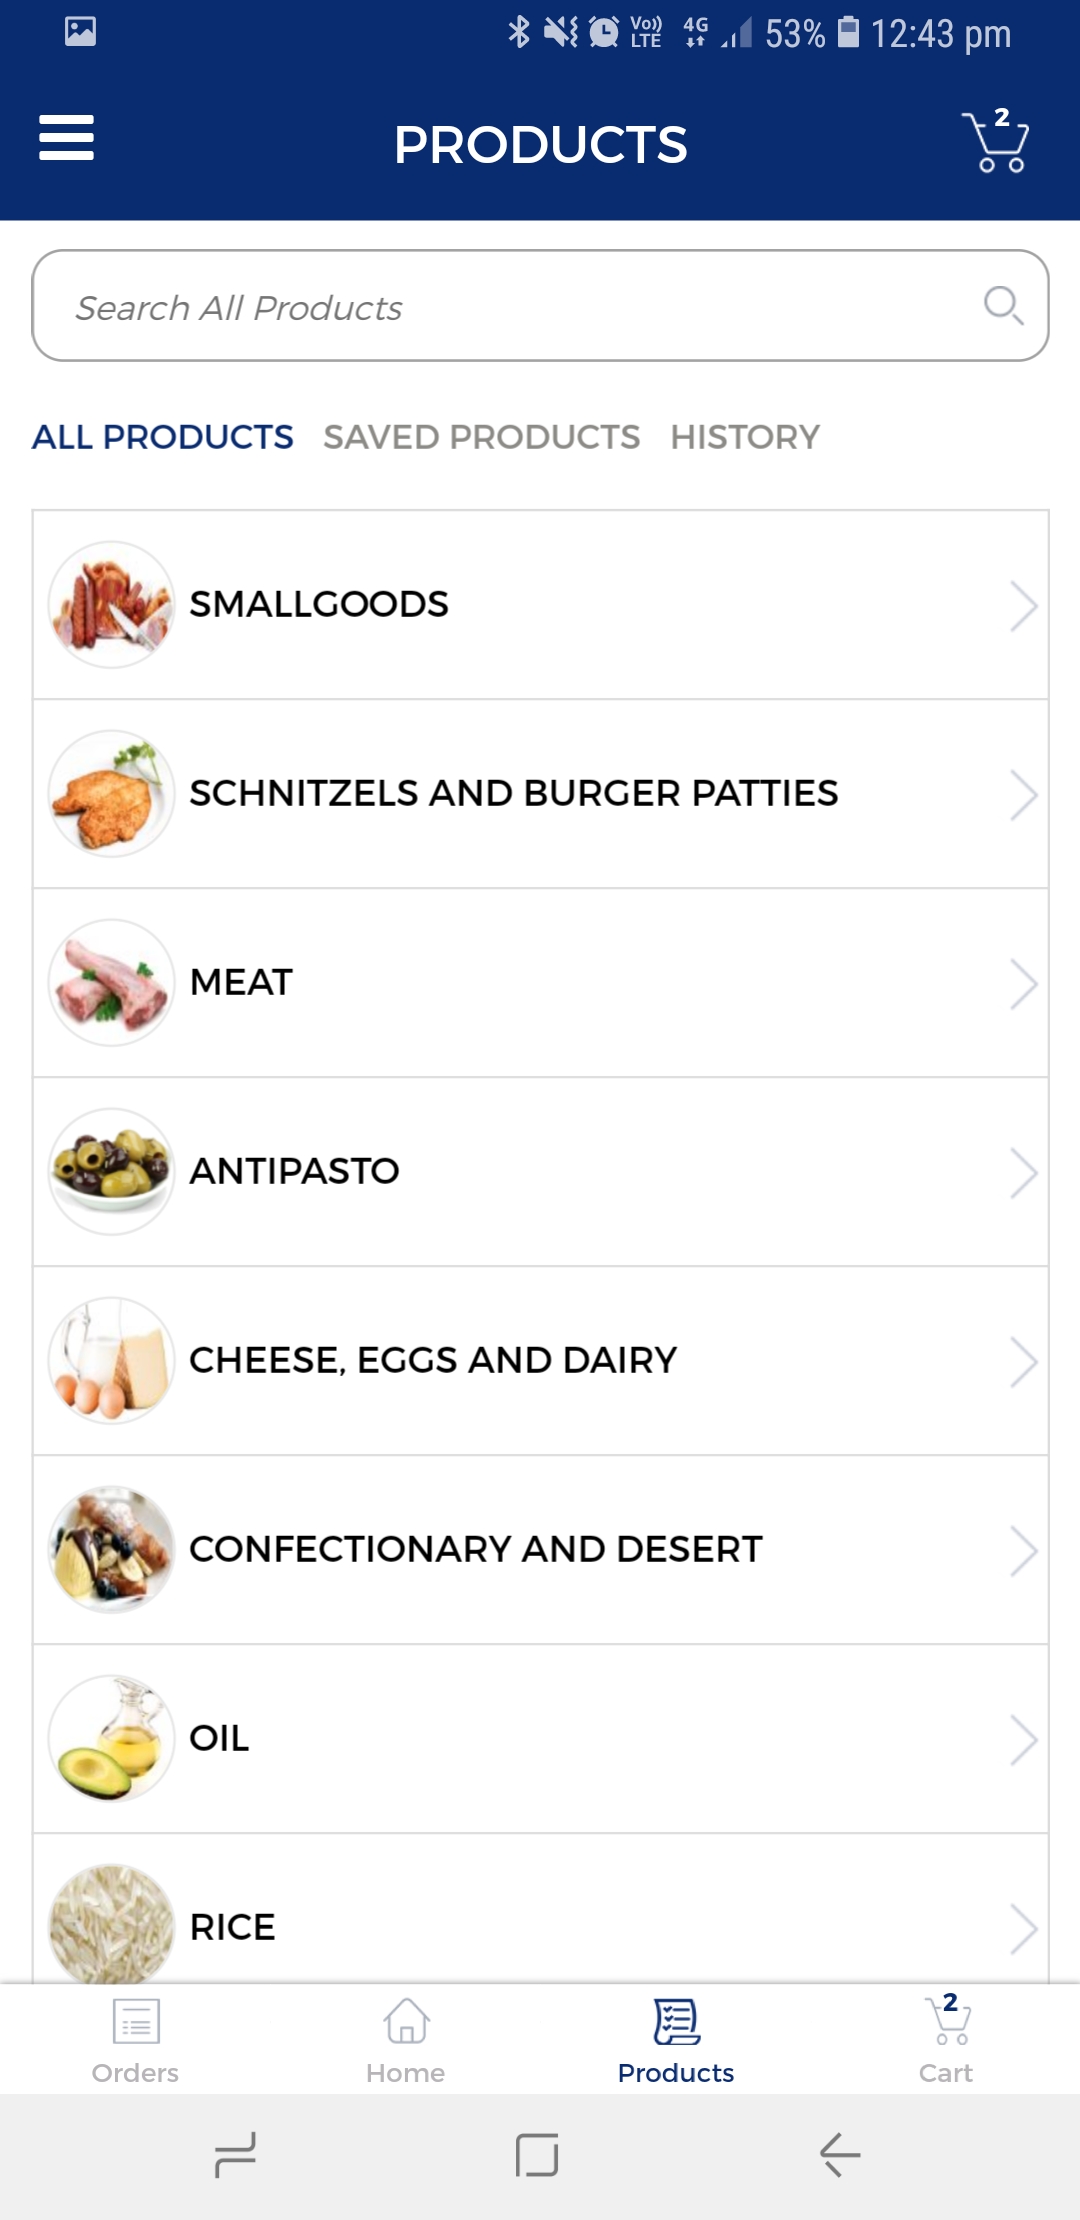 Vo)) LTE 4G 53% 12:43 pm
PRODUCTS 2
Search All Products
ALL PRODUCTS SAVED PRODUCTS HISTORY
SMALLGOODS
SCHNITZELS AND BURGER PATTIES
MEAT
ANTIPASTO
CHEESE, EGGS AND DAIRY
CONFECTIONARY AND DESERT
OIL
RICE
2
Orders Home Products Cart